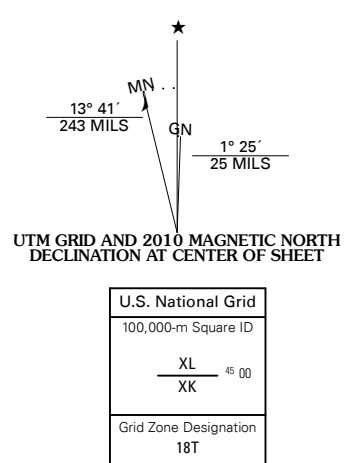 ★
MN
GN
13° 41´
243 MILS
1° 25´
25 MILS
UTM GRID AND 2010 MAGNETIC NORTH
DECLINATION AT CENTER OF SHEET
U.S. National Grid
100,000-m Square ID
XL
45 00
XK
Grid Zone Designation
18T